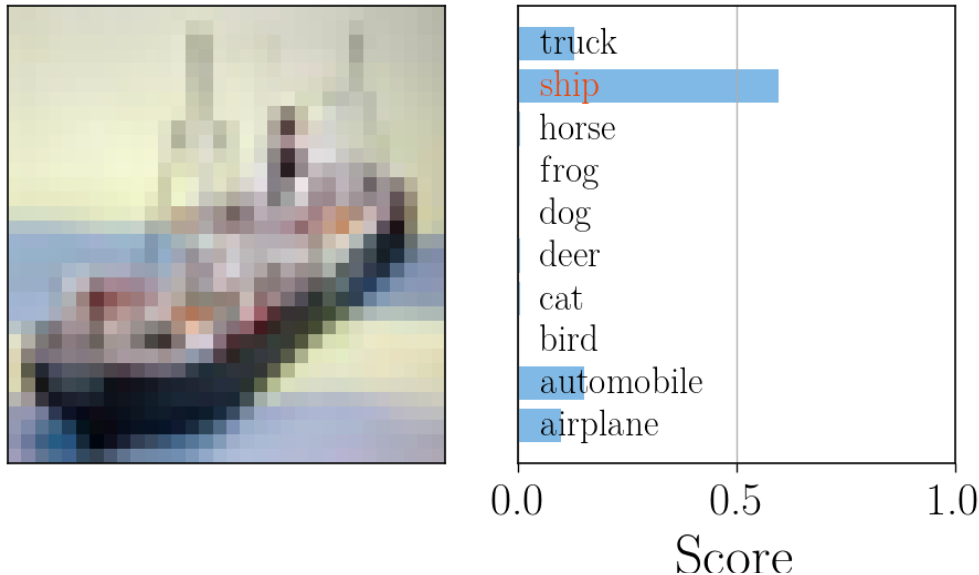 truck
ship
horse
frog
dog
deer
cat
bird
automobile
airplane
0.0 0.5 1.0
Score